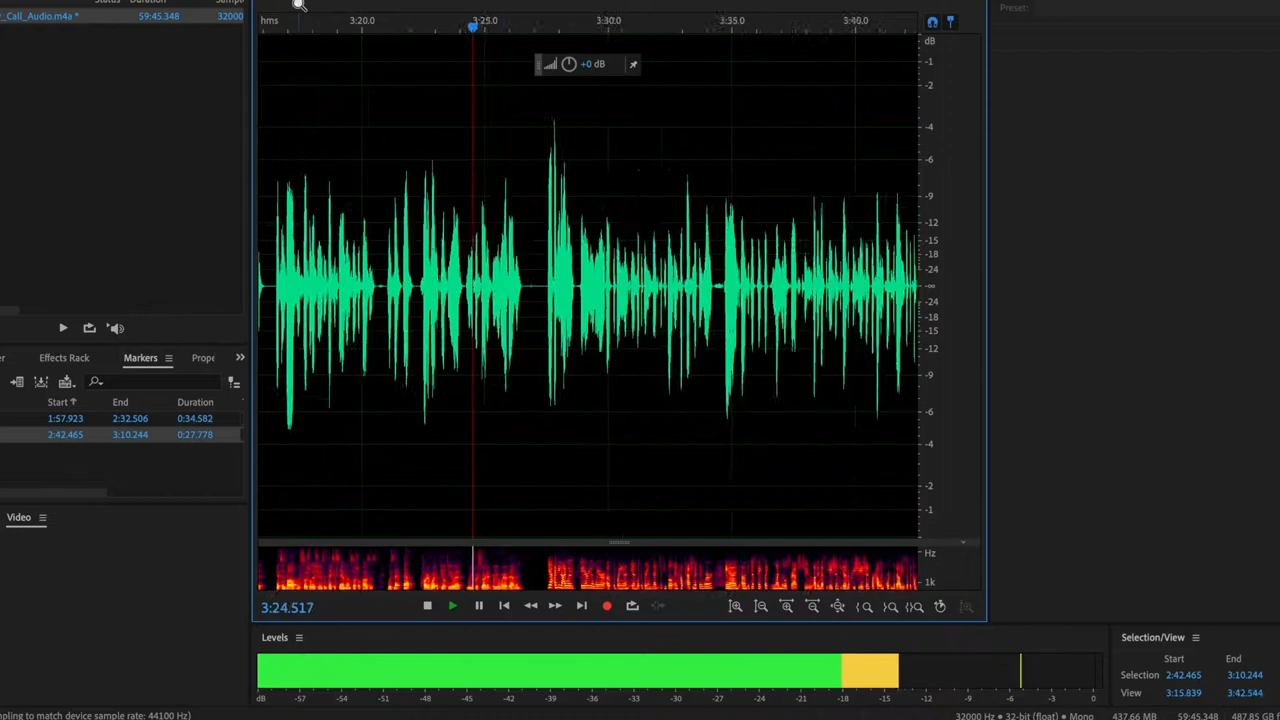 Status Duration
_Call_Audio.m4a * 59:45.348 32000
Preset:
hms 3:20.0 3:25.0 3:30.0 3:35.0 3:40.0
+0 dB
dB
-1
-2
-4
-6
-9
-12
-15
-18
-24
-∞
-24
-18
-15
-12
-9
-6
-4
-2
-1
Effects Rack Markers Prope
Start End Duration
1:57.923 2:32.506 0:34.582
2:42.465 3:10.244 0:27.778
Video
Hz
1k
3:24.517
Levels
dB -57 -54 -51 -48 -45 -42 -39 -36 -33 -30 -27 -24 -21 -18 -15 -12 -9 -6 -3 0
Selection/View
Start End
Selection 2:42.465 3:10.244
View 3:15.839 3:42.544
pling to match device sample rate: 44100 Hz)
32000 Hz • 32-bit (float) • Mono 437.66 MB 59:45.348 487.85 GB f